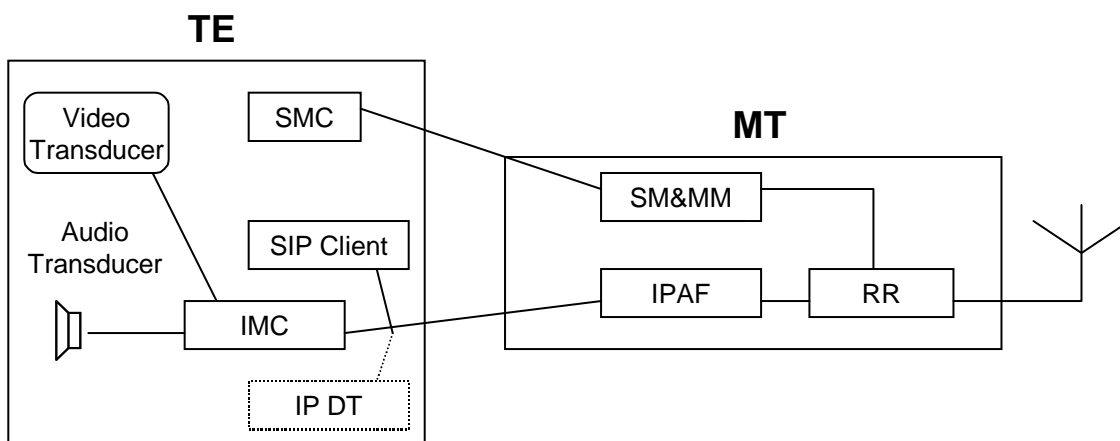 TE
Video
Transducer
SMC
MT
SM&MM
Audio
Transducer
SIP Client
IPAF
RR
IMC
IP DT